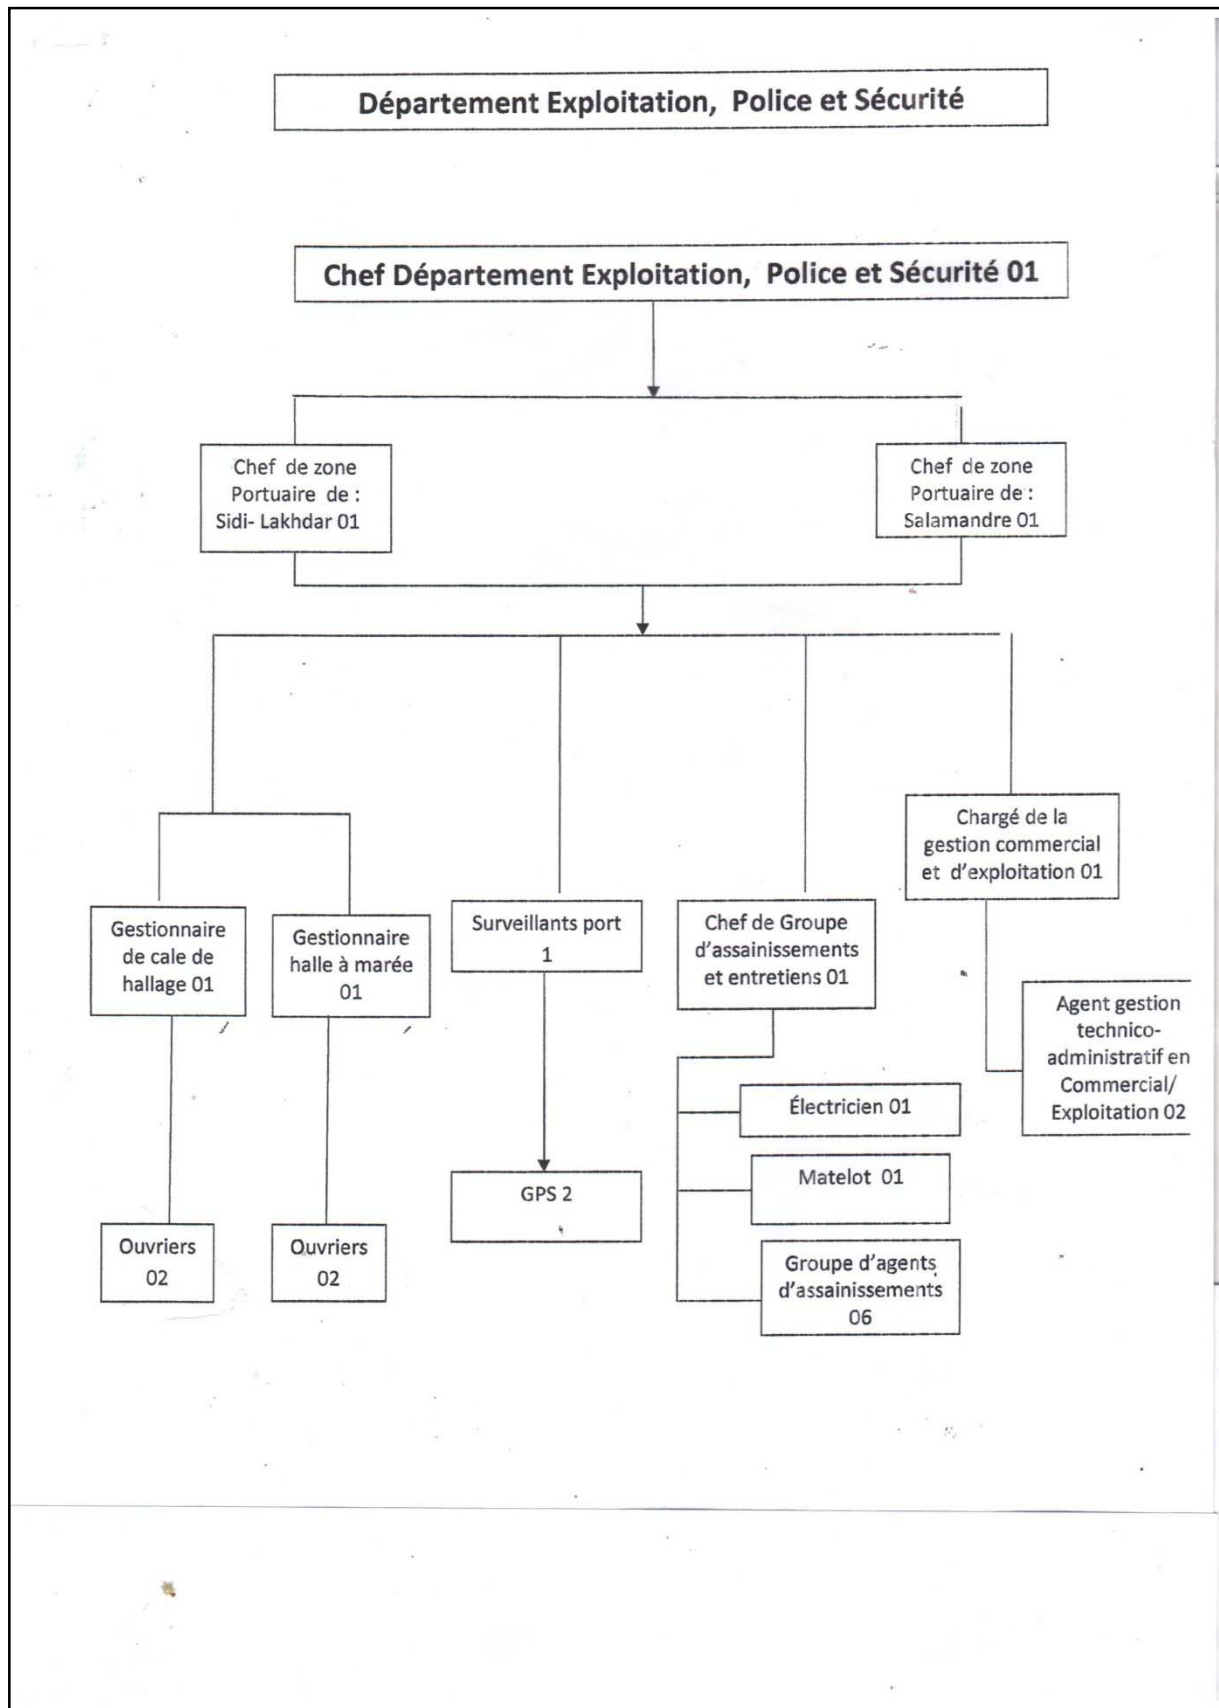 Département Exploitation, Police et Sécurité
Chef Département Exploitation, Police et Sécurité 01
Chef de zone
Portuaire de :
Sidi- Lakhdar 01
Chef de zone
Portuaire de :
Salamandre 01
Chargé de la
gestion commercial
et d'exploitation 01
Gestionnaire
de cale de
hallage 01
Gestionnaire
halle à marée
01
Surveillants port
1
Chef de Groupe
d'assainissements
et entretiens 01
Agent gestion
technico-
administratif en
Commercial/
Exploitation 02
Électricien 01
Matelot 01
GPS 2
Ouvriers
02
Ouvriers
02
Groupe d'agents
d'assainissements
06